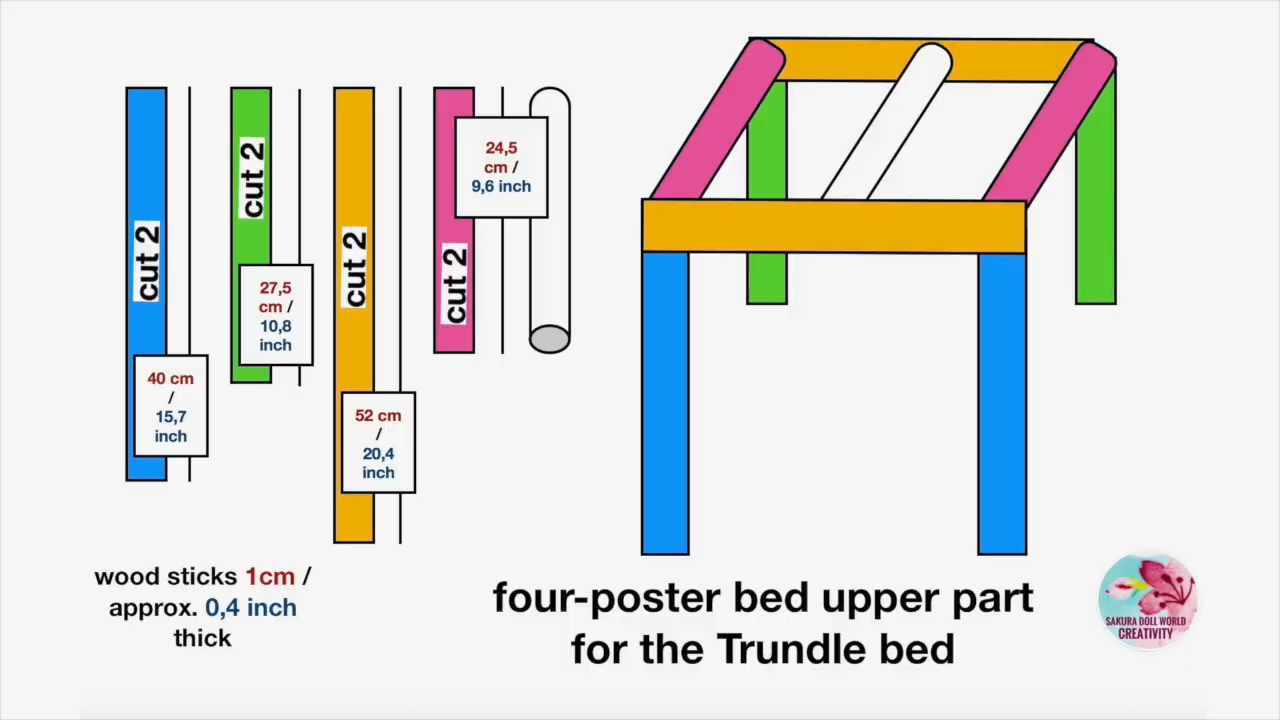 cut 2
cut 2
cut 2
cut 2
40 cm
/
15,7
inch
27,5
cm /
10,8
inch
52 cm
/
20,4
inch
24,5
cm /
9,6 inch
wood sticks 1cm /
approx. 0,4 inch
thick
four-poster bed upper part
for the Trundle bed
SAKURA DOLL WORLD
CREATIVITY